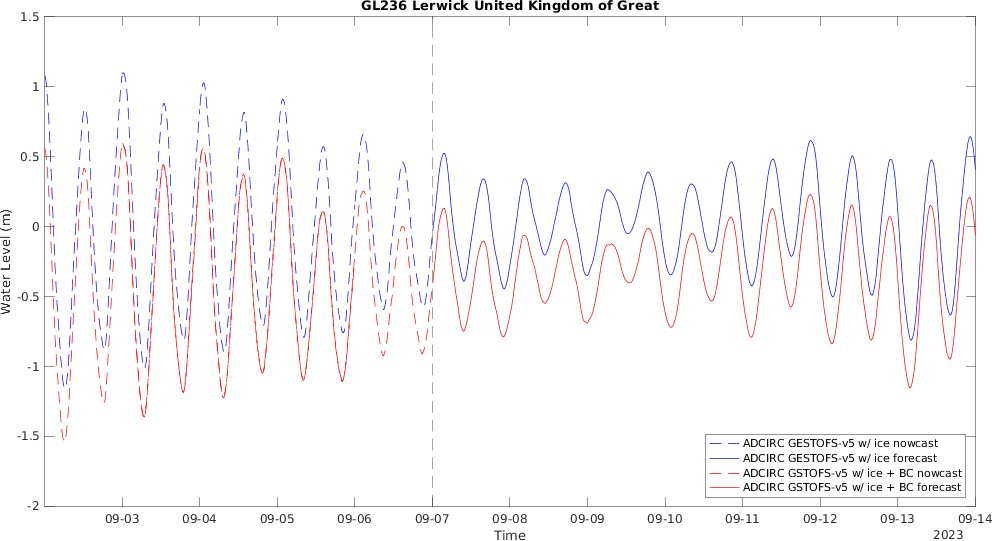 GL236 Lerwick United Kingdom of Great
1.5
1
0.5
0
-0.5
-1
-1.5
-2
Water Level (m)
ADCIRC GESTOFS-v5 w/ ice nowcast
ADCIRC GESTOFS-v5 w/ ice forecast
ADCIRC GSTOFS-v5 w/ ice + BC nowcast
ADCIRC GSTOFS-v5 w/ ice + BC forecast
09-03 09-04 09-05 09-06 09-07 09-08 09-09 09-10 09-11 09-12 09-13 09-14
Time
2023